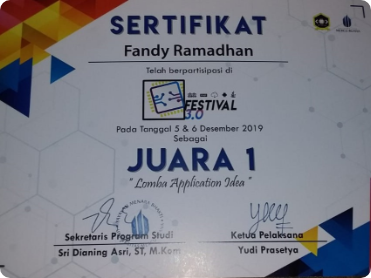 SERTIFIKAT
Fandy Ramadhan
Telah berpartisipasi di
FESTIVAL
3.0
Pada Tanggal 5 & 6 Desember 2019
Sebagai
JUARA 1
" Lomba Application Idea "
Sekretaris Program Studi
Ketua Pelaksana
Sri Dianing Asri, ST, M.Kom
Yudi Prasetya